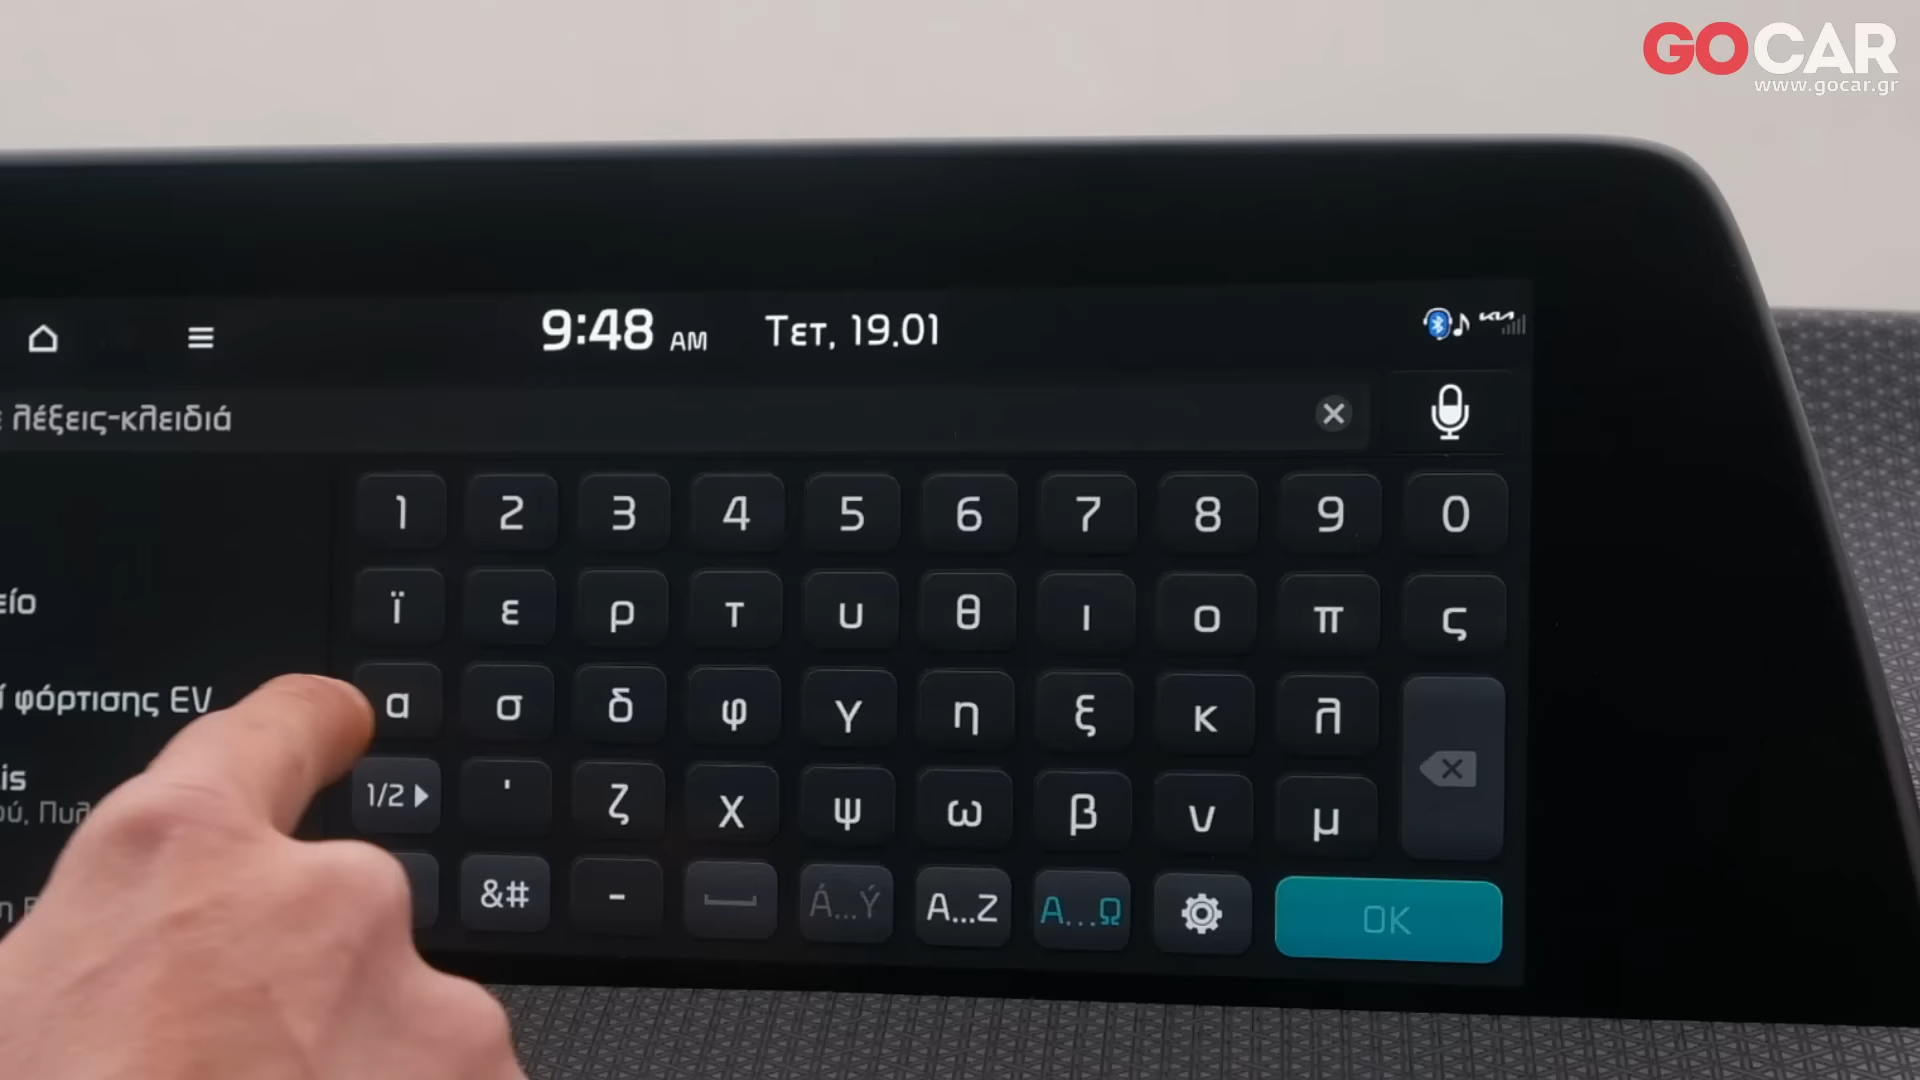 GOCAR
www.gocar.gr
9:48 AM Τετ, 19.01
λέξεις-κλειδιά
1 2 3 4 5 6 7 8 9 0
ϊ ε ρ τ υ θ ι ο π ς
φόρτισης EV
α σ δ φ γ η ξ κ λ
1/2 ' ζ χ ψ ω β ν μ
&# - Á...Ý A...Z Α...Ω OK